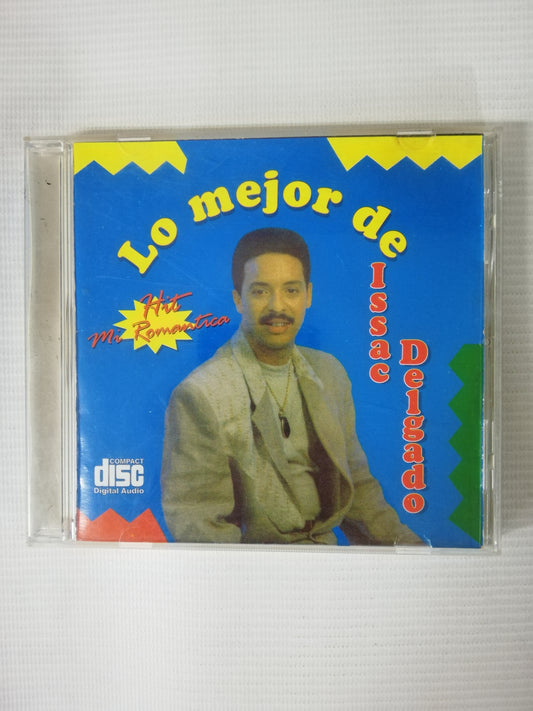 Lo mejor de
Issac
Delgado
Hit
Mi Romantica
COMPACT
disc
Digital Audio